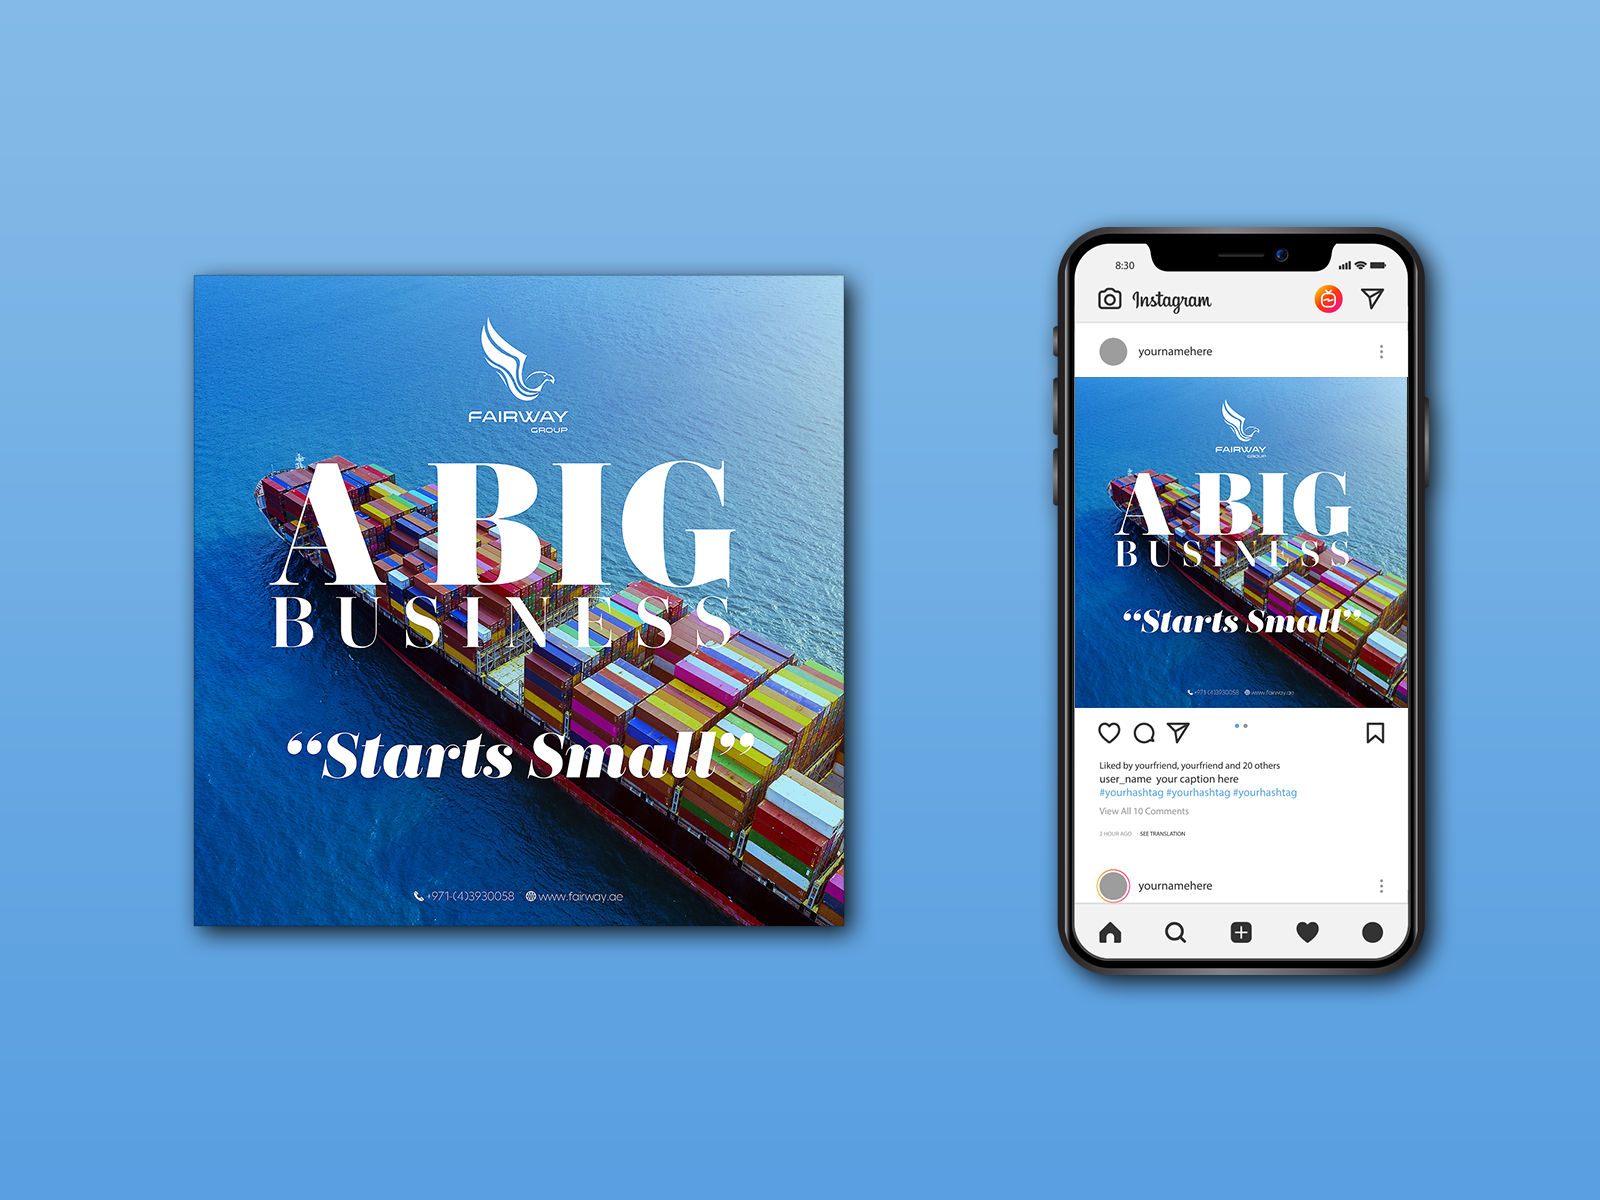 FAIRWAY
GROUP
A BIG
BUSINESS
“Starts Small”
+971-(4)3930058 www.fairway.ae
8:30
Instagram
yournamehere
FAIRWAY
GROUP
A BIG
BUSINESS
“Starts Small”
+971-(4)3930058 www.fairway.ae
Liked by yourfriend, yourfriend and 20 others
user_name your caption here
#yourhashtag #yourhashtag #yourhashtag
View All 10 Comments
2 HOUR AGO · SEE TRANSLATION
yournamehere